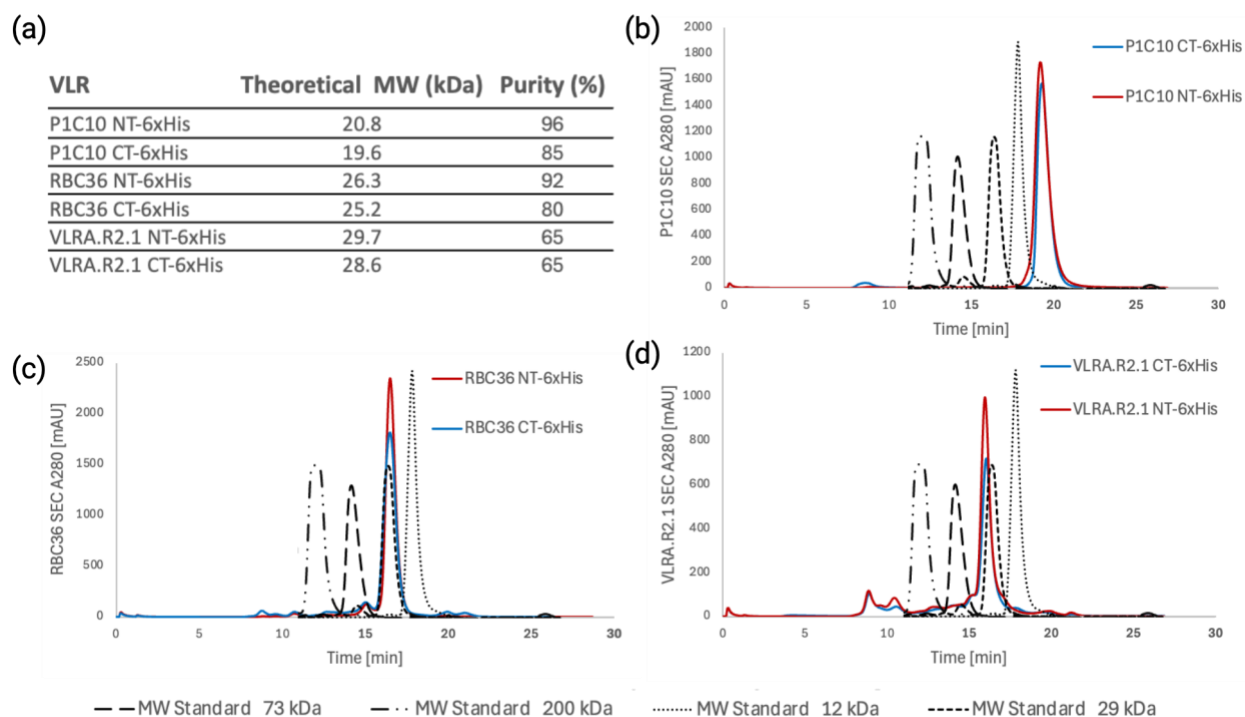 (a)
VLR Theoretical MW (kDa) Purity (%)
P1C10 NT-6xHis 20.8 96
P1C10 CT-6xHis 19.6 85
RBC36 NT-6xHis 26.3 92
RBC36 CT-6xHis 25.2 80
VLRA.R2.1 NT-6xHis 29.7 65
VLRA.R2.1 CT-6xHis 28.6 65
(b)
P1C10 SEC A280 [mAU]
2000
1800
1600
1400
1200
1000
800
600
400
200
0
0 5 10 15 20 25 30
Time [min]
P1C10 CT-6xHis
P1C10 NT-6xHis
(c)
RBC36 SEC A280 [mAU]
2500
2000
1500
1000
500
0
0 5 10 15 20 25 30
Time [min]
RBC36 NT-6xHis
RBC36 CT-6xHis
(d)
VLRA.R2.1 SEC A280 [mAU]
1200
1000
800
600
400
200
0
0 5 10 15 20 25 30
Time [min]
VLRA.R2.1 CT-6xHis
VLRA.R2.1 NT-6xHis
MW Standard 73 kDa MW Standard 200 kDa MW Standard 12 kDa MW Standard 29 kDa